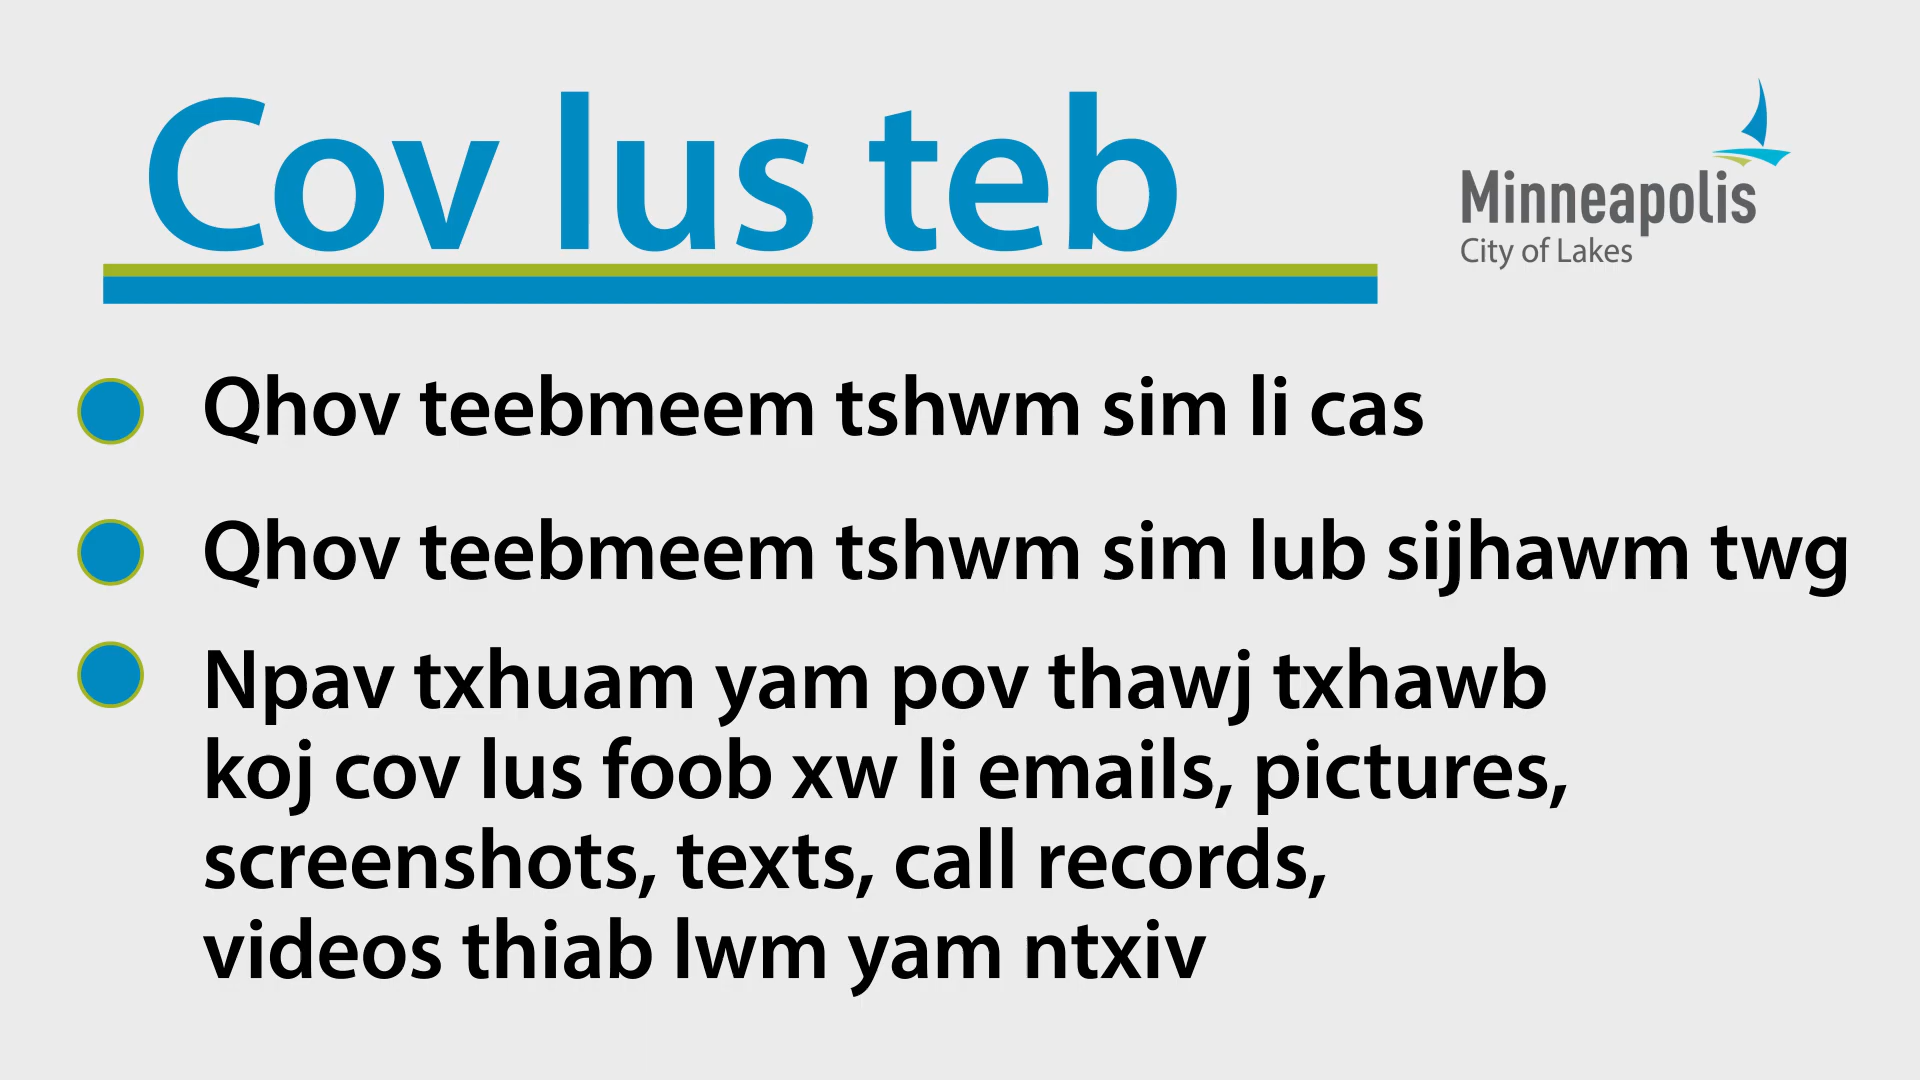 Cov lus teb
Minneapolis
City of Lakes
Qhov teebmeem tshwm sim li cas
Qhov teebmeem tshwm sim lub sijhawm twg
Npav txhuam yam pov thawj txhawb
koj cov lus foob xw li emails, pictures,
screenshots, texts, call records,
videos thiab lwm yam ntxiv